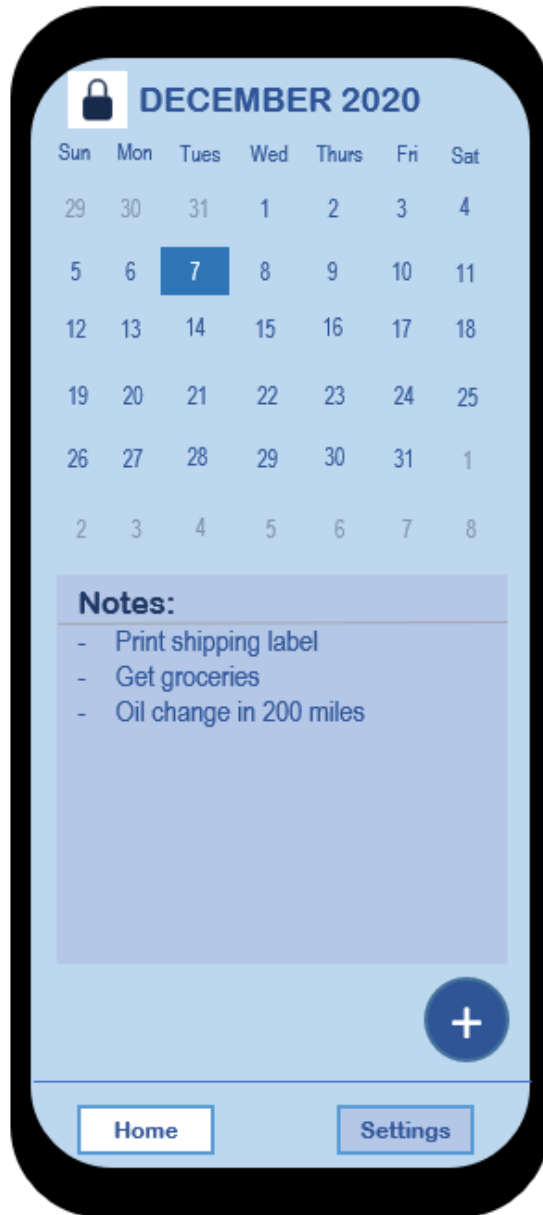 DECEMBER 2020
Sun Mon Tues Wed Thurs Fri Sat
29 30 31 1 2 3 4
5 6 7 8 9 10 11
12 13 14 15 16 17 18
19 20 21 22 23 24 25
26 27 28 29 30 31 1
2 3 4 5 6 7 8
Notes:
- Print shipping label
- Get groceries
- Oil change in 200 miles
+
Home Settings